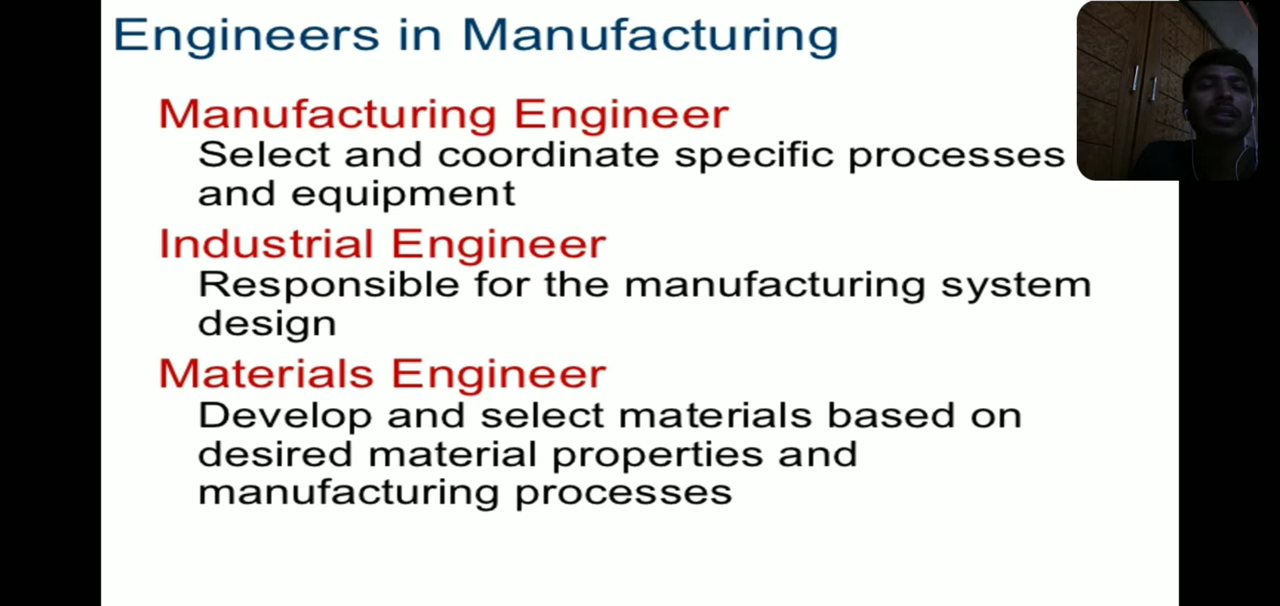 Engineers in Manufacturing
Manufacturing Engineer
Select and coordinate specific processes
and equipment
Industrial Engineer
Responsible for the manufacturing system
design
Materials Engineer
Develop and select materials based on
desired material properties and
manufacturing processes